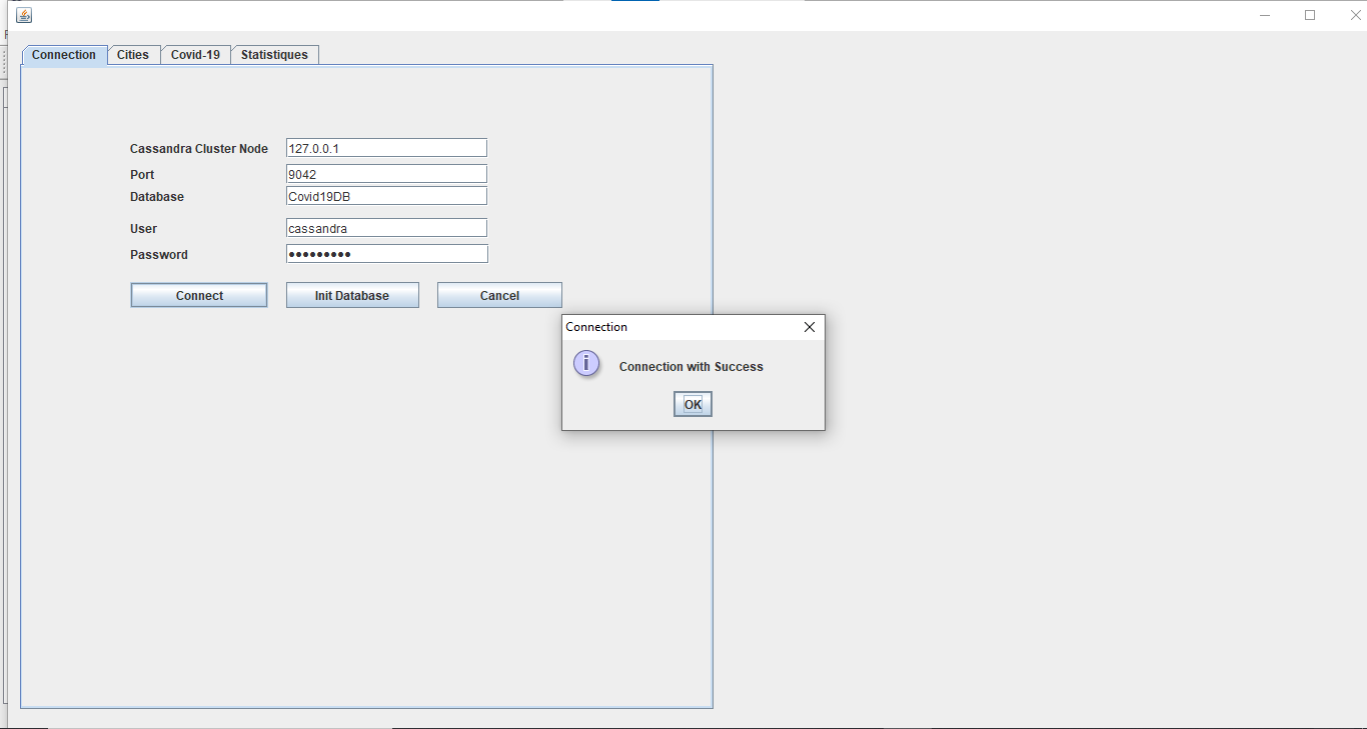 Connection Cities Covid-19 Statistiques
Cassandra Cluster Node 127.0.0.1
Port 9042
Database Covid19DB
User cassandra
Password •••••••••
Connect Init Database Cancel
Connection
i Connection with Success
OK